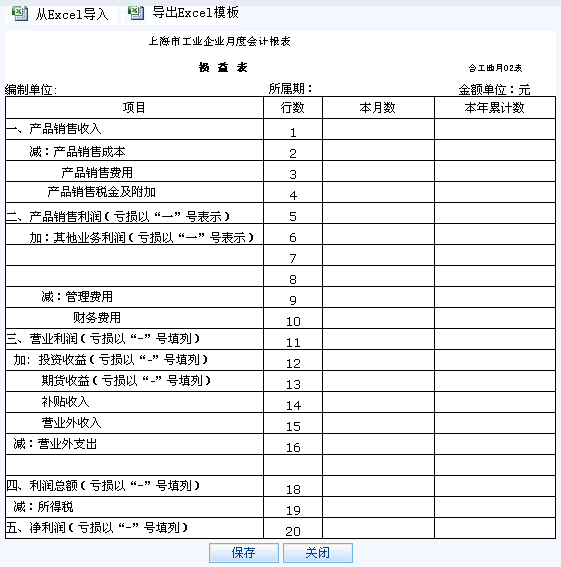 从Excel导入 导出Excel模板
上海市工业企业月度会计报表
损 益 表 会工曲月02表
编制单位: 所属期： 金额单位：元
项目 行数 本月数 本年累计数
一、产品销售收入 1
减：产品销售成本 2
产品销售费用 3
产品销售税金及附加 4
二、产品销售利润（亏损以“一”号表示） 5
加：其他业务利润（亏损以“一”号表示） 6
7
8
减：管理费用 9
财务费用 10
三、营业利润（亏损以“-”号填列） 11
加: 投资收益（亏损以“-”号填列） 12
期货收益（亏损以“-”号填列） 13
补贴收入 14
营业外收入 15
减：营业外支出 16
四、利润总额（亏损以“-”号填列） 18
减：所得税 19
五、净利润（亏损以“-”号填列） 20
保存 关闭